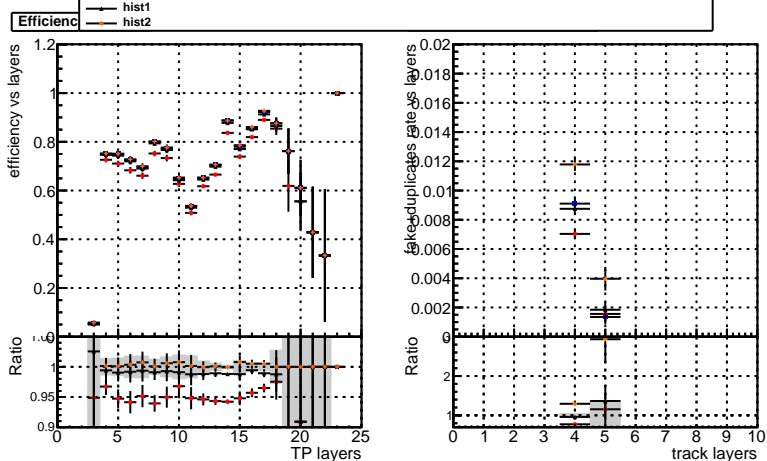 hist1
Efficienc
hist2
efficiency vs layers
1.2
1
0.8
0.6
0.4
0.2
0
Ratio
1
0.95
0.9
0 5 10 15 20 25
TP layers
fake+duplicates rate vs layers
0.02
0.018
0.016
0.014
0.012
0.01
0.008
0.006
0.004
0.002
0
Ratio
2
1
0 1 2 3 4 5 6 7 8 9 10
track layers